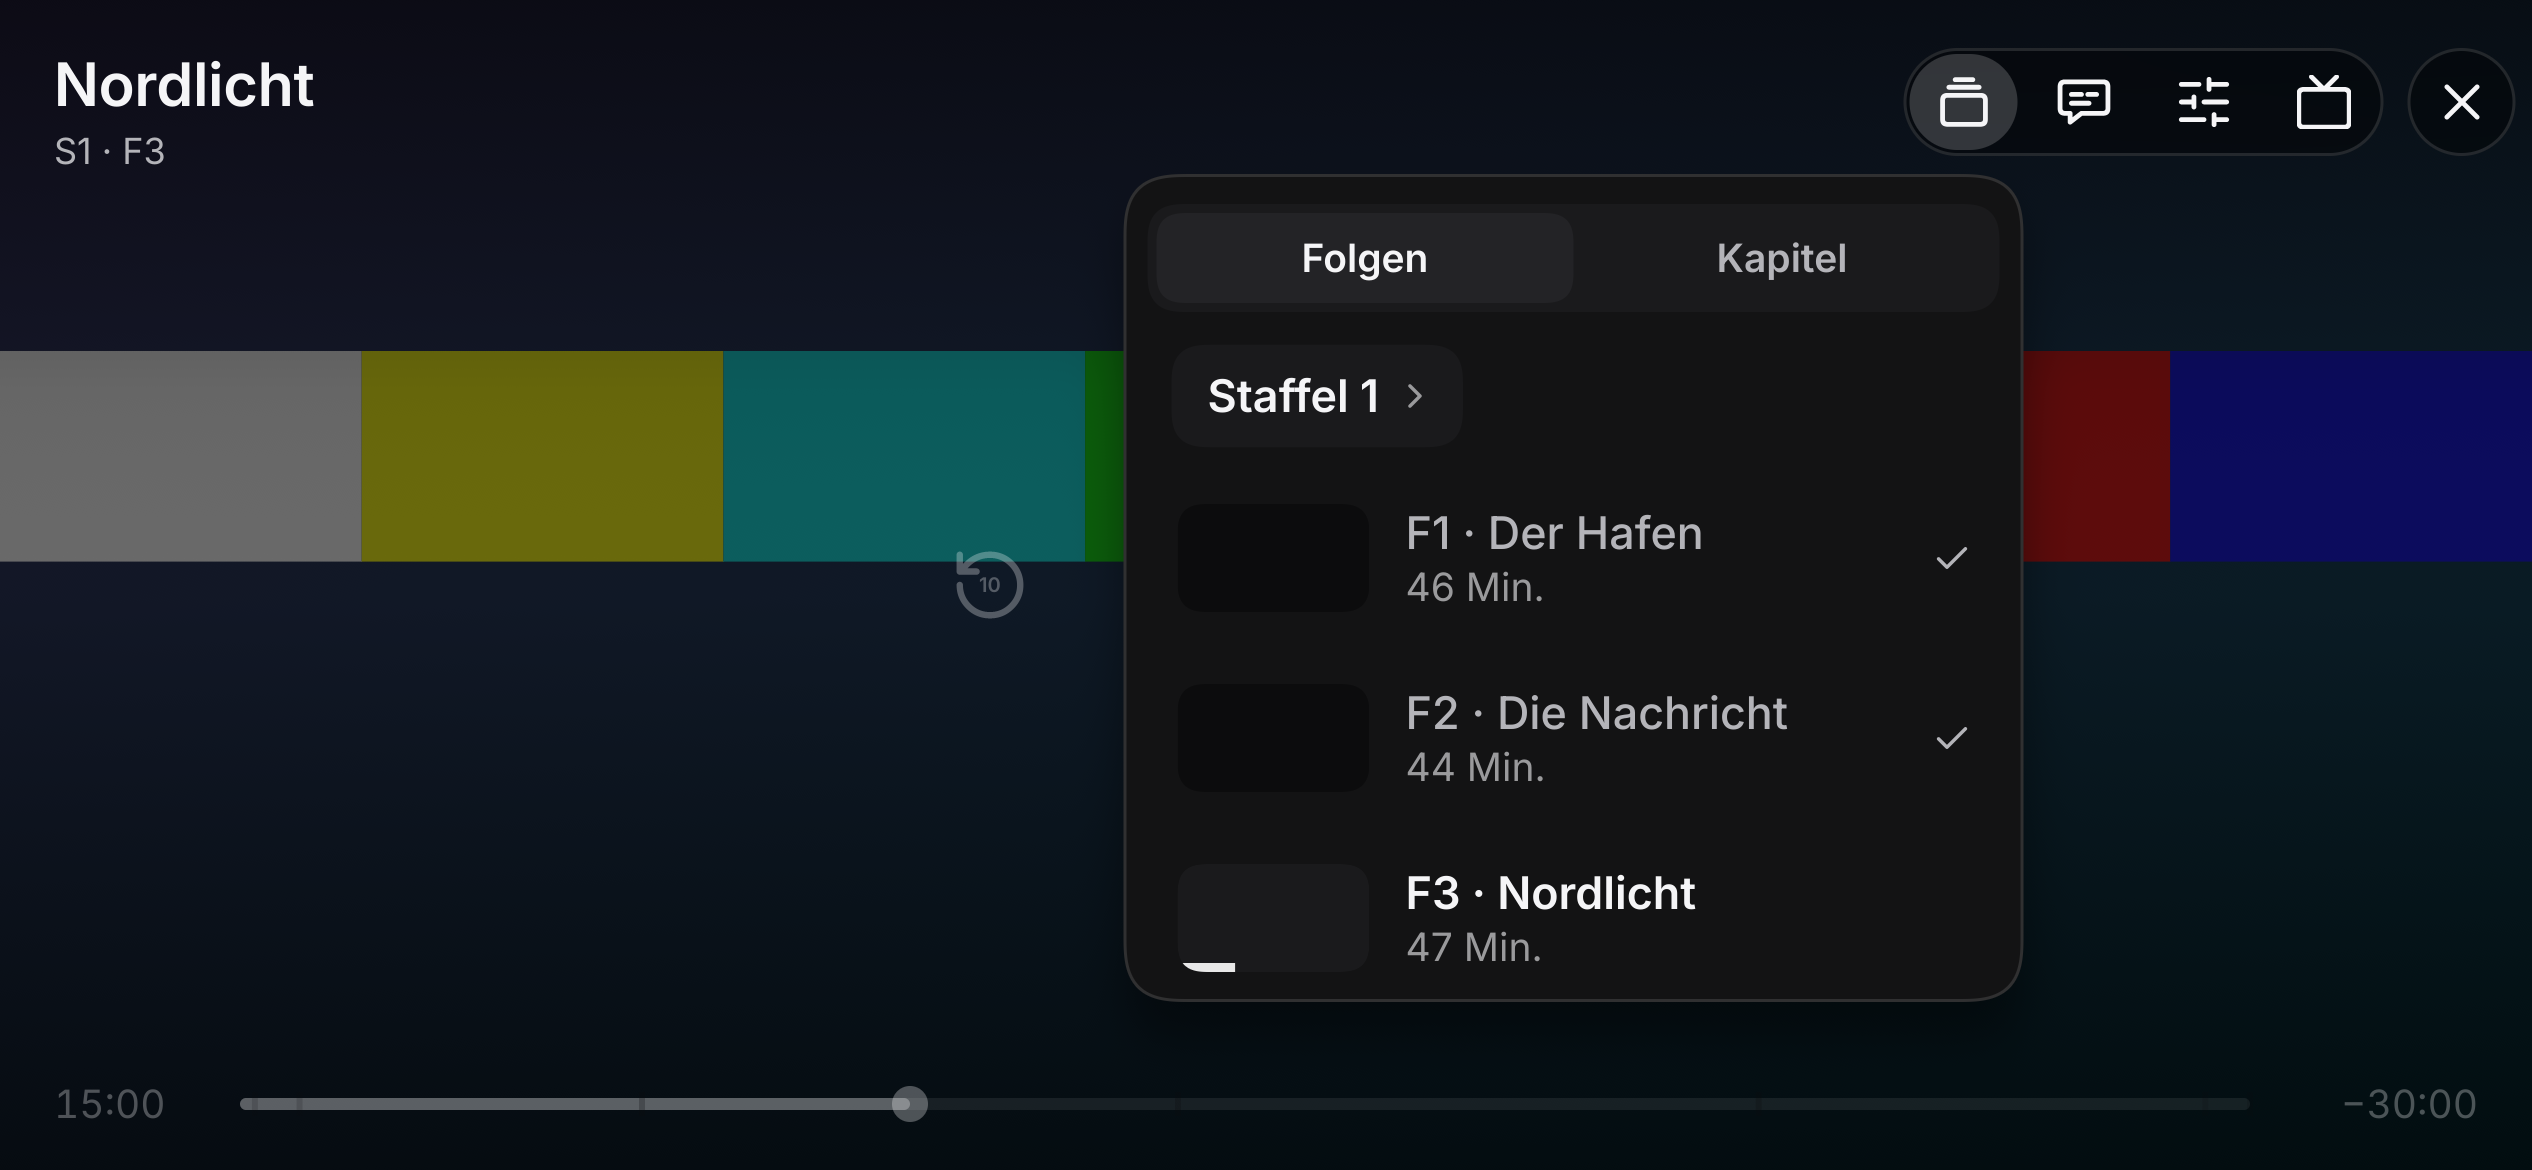 Nordlicht
S1 · F3
Folgen
Kapitel
Staffel 1
F1 · Der Hafen
46 Min.
10
F2 · Die Nachricht
44 Min.
F3 · Nordlicht
47 Min.
15:00
−30:00